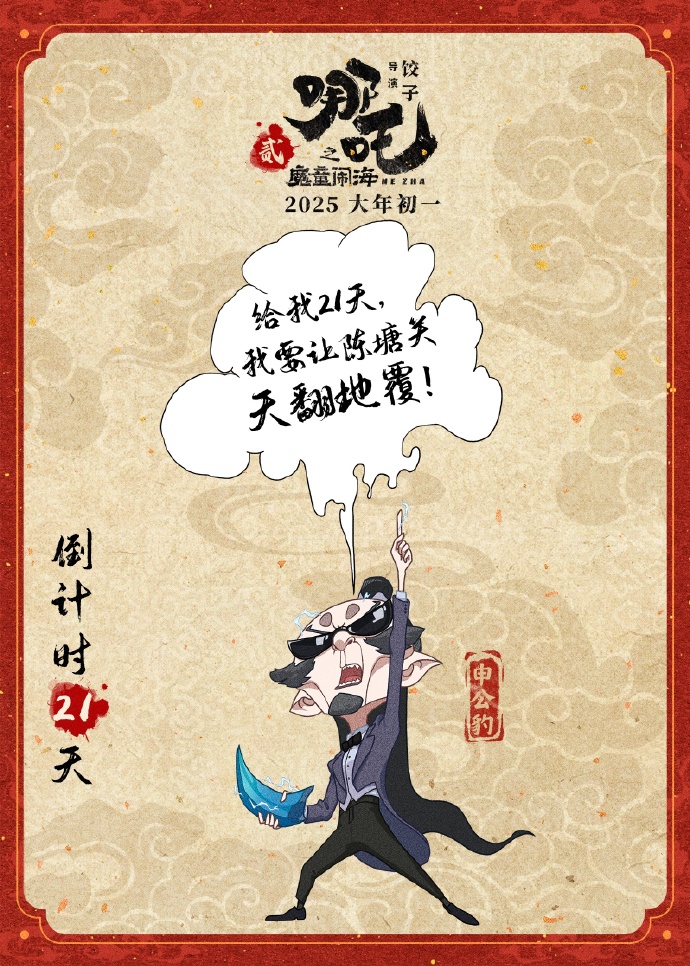 导演
饺子
哪吒
贰
之
魔童闹海
NE ZHA
2025 大年初一
给我21天,
我要让陈塘关
天翻地覆!
倒计时21天
申公豹